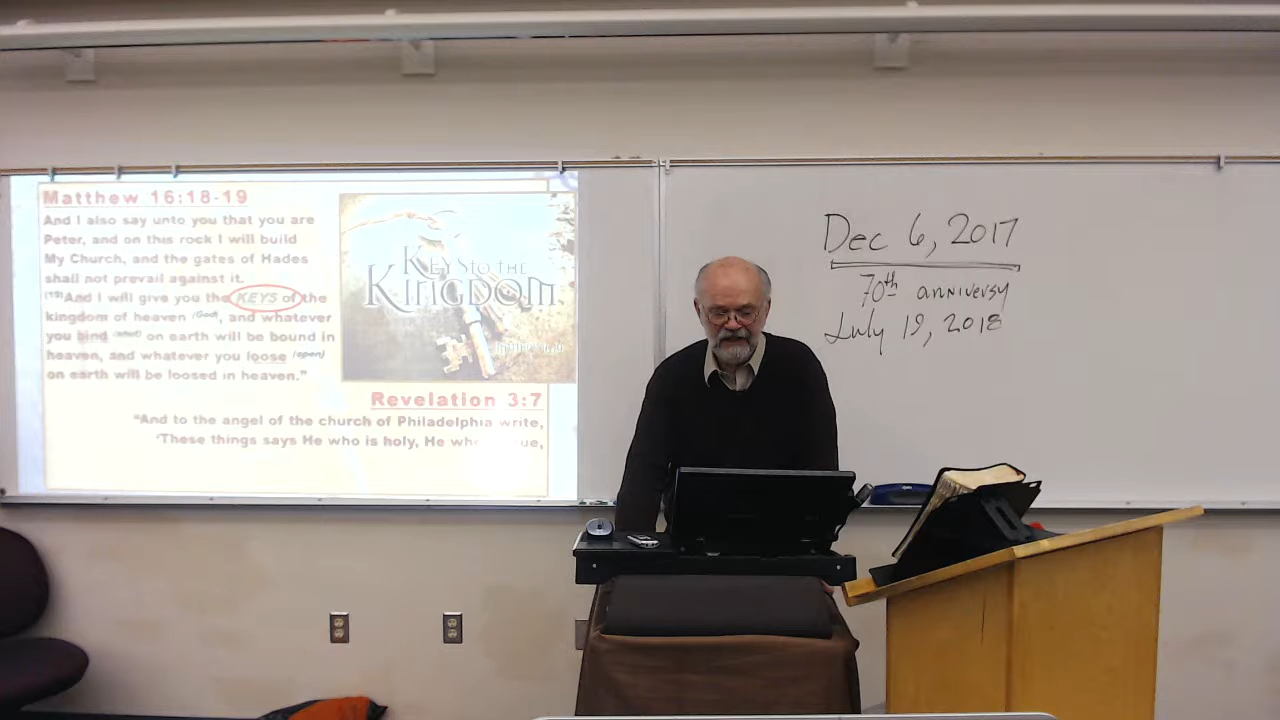 Matthew 16:18-19
And I also say unto you that you are
Peter, and on this rock I will build
My Church, and the gates of Hades
shall not prevail against it.
(19)And I will give you the KEYS of the
kingdom of heaven (God), and whatever
you bind (shut) on earth will be bound in
heaven, and whatever you loose (open)
on earth will be loosed in heaven."
KEYS TO THE
KINGDOM
Revelation 3:7
"And to the angel of the church of Philadelphia write,
'These things says He who is holy, He who
Dec 6, 2017
70th anniversy
July 19, 2018